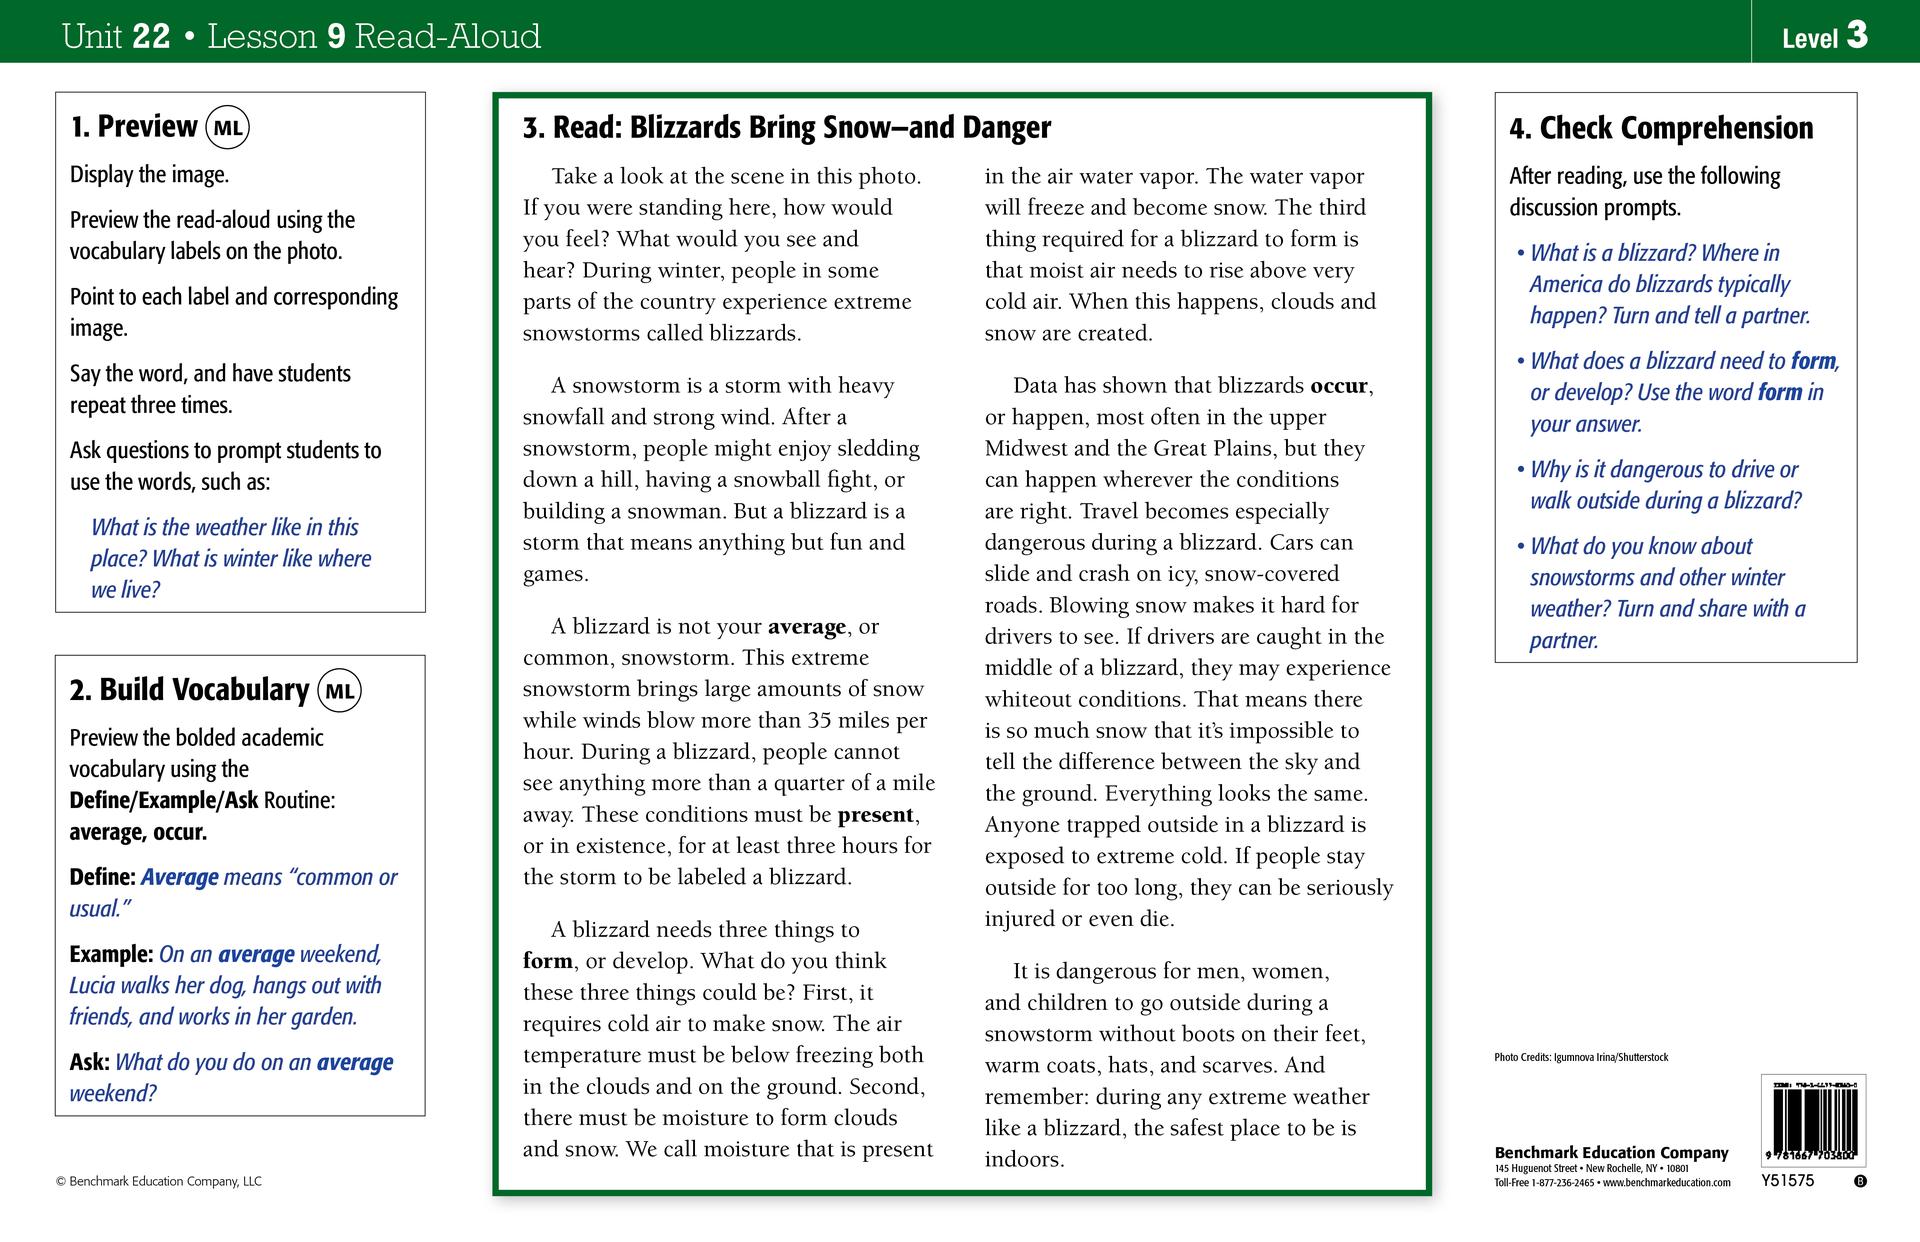 Unit 22 • Lesson 9 Read-Aloud
Level 3
1. Preview ML
Display the image.
Preview the read-aloud using the
vocabulary labels on the photo.
Point to each label and corresponding
image.
Say the word, and have students
repeat three times.
Ask questions to prompt students to
use the words, such as:
What is the weather like in this
place? What is winter like where
we live?
2. Build Vocabulary ML
Preview the bolded academic
vocabulary using the
Define/Example/Ask Routine:
average, occur.
Define: Average means “common or
usual.”
Example: On an average weekend,
Lucia walks her dog, hangs out with
friends, and works in her garden.
Ask: What do you do on an average
weekend?
© Benchmark Education Company, LLC
3. Read: Blizzards Bring Snow—and Danger
Take a look at the scene in this photo.
If you were standing here, how would
you feel? What would you see and
hear? During winter, people in some
parts of the country experience extreme
snowstorms called blizzards.
A snowstorm is a storm with heavy
snowfall and strong wind. After a
snowstorm, people might enjoy sledding
down a hill, having a snowball fight, or
building a snowman. But a blizzard is a
storm that means anything but fun and
games.
A blizzard is not your average, or
common, snowstorm. This extreme
snowstorm brings large amounts of snow
while winds blow more than 35 miles per
hour. During a blizzard, people cannot
see anything more than a quarter of a mile
away. These conditions must be present,
or in existence, for at least three hours for
the storm to be labeled a blizzard.
A blizzard needs three things to
form, or develop. What do you think
these three things could be? First, it
requires cold air to make snow. The air
temperature must be below freezing both
in the clouds and on the ground. Second,
there must be moisture to form clouds
and snow. We call moisture that is present
in the air water vapor. The water vapor
will freeze and become snow. The third
thing required for a blizzard to form is
that moist air needs to rise above very
cold air. When this happens, clouds and
snow are created.
Data has shown that blizzards occur,
or happen, most often in the upper
Midwest and the Great Plains, but they
can happen wherever the conditions
are right. Travel becomes especially
dangerous during a blizzard. Cars can
slide and crash on icy, snow-covered
roads. Blowing snow makes it hard for
drivers to see. If drivers are caught in the
middle of a blizzard, they may experience
whiteout conditions. That means there
is so much snow that it’s impossible to
tell the difference between the sky and
the ground. Everything looks the same.
Anyone trapped outside in a blizzard is
exposed to extreme cold. If people stay
outside for too long, they can be seriously
injured or even die.
It is dangerous for men, women,
and children to go outside during a
snowstorm without boots on their feet,
warm coats, hats, and scarves. And
remember: during any extreme weather
like a blizzard, the safest place to be is
indoors.
4. Check Comprehension
After reading, use the following
discussion prompts.
• What is a blizzard? Where in
America do blizzards typically
happen? Turn and tell a partner.
• What does a blizzard need to form,
or develop? Use the word form in
your answer.
• Why is it dangerous to drive or
walk outside during a blizzard?
• What do you know about
snowstorms and other winter
weather? Turn and share with a
partner.
Photo Credits: Igumnova Irina/Shutterstock
Benchmark Education Company
145 Huguenot Street • New Rochelle, NY • 10801
Toll-Free 1-877-236-2465 • www.benchmarkeducation.com
9 781667 703800
Y51575
B